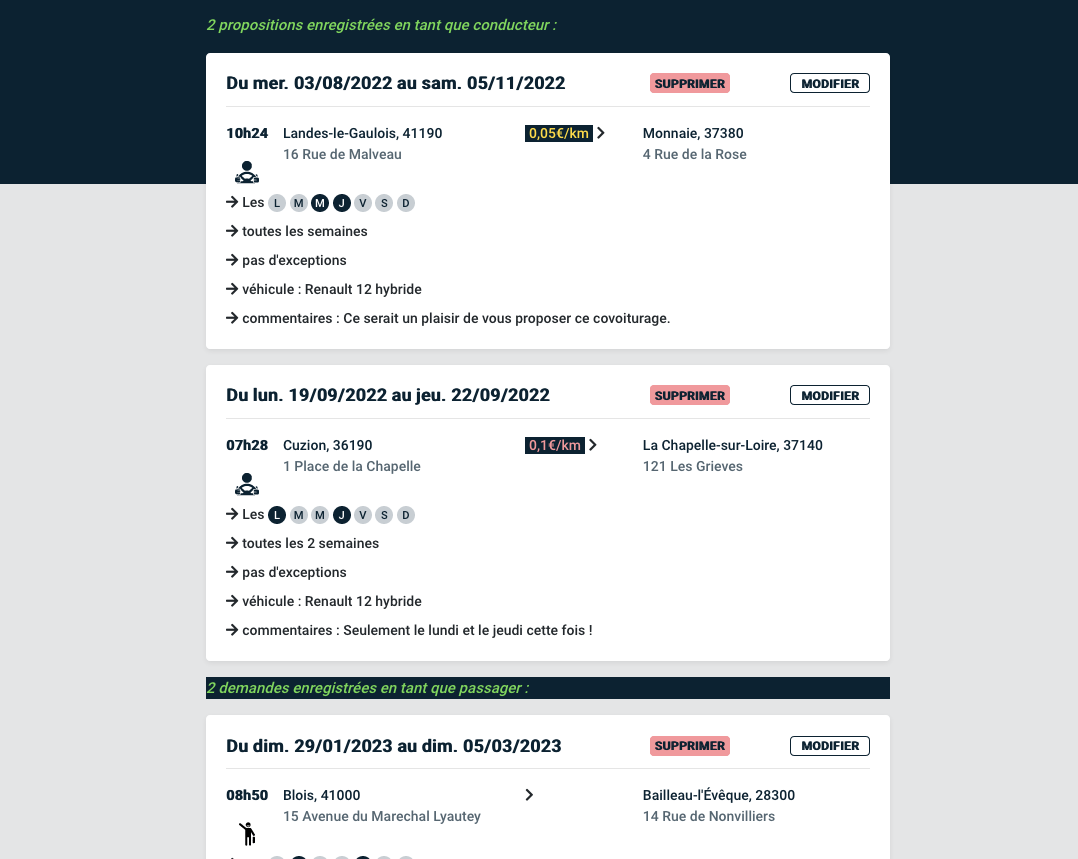 2 propositions enregistrées en tant que conducteur :
Du mer. 03/08/2022 au sam. 05/11/2022 SUPPRIMER MODIFIER
10h24 Landes-le-Gaulois, 41190 0,05€/km Monnaie, 37380
16 Rue de Malveau 4 Rue de la Rose
Les L M M J V S D
toutes les semaines
pas d'exceptions
véhicule : Renault 12 hybride
commentaires : Ce serait un plaisir de vous proposer ce covoiturage.
Du lun. 19/09/2022 au jeu. 22/09/2022 SUPPRIMER MODIFIER
07h28 Cuzion, 36190 0,1€/km La Chapelle-sur-Loire, 37140
1 Place de la Chapelle 121 Les Grieves
Les L M M J V S D
toutes les 2 semaines
pas d'exceptions
véhicule : Renault 12 hybride
commentaires : Seulement le lundi et le jeudi cette fois !
2 demandes enregistrées en tant que passager :
Du dim. 29/01/2023 au dim. 05/03/2023 SUPPRIMER MODIFIER
08h50 Blois, 41000 Bailleau-l'Évêque, 28300
15 Avenue du Marechal Lyautey 14 Rue de Nonvilliers